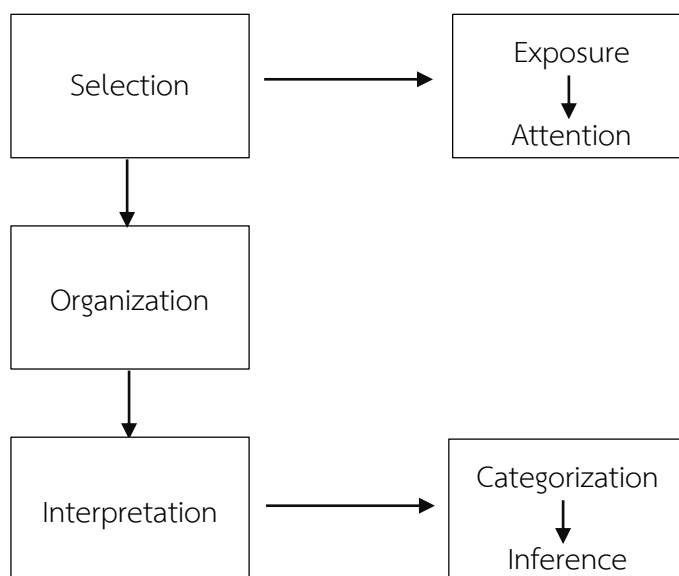 Selection
Exposure
Attention
Organization
Interpretation
Categorization
Inference